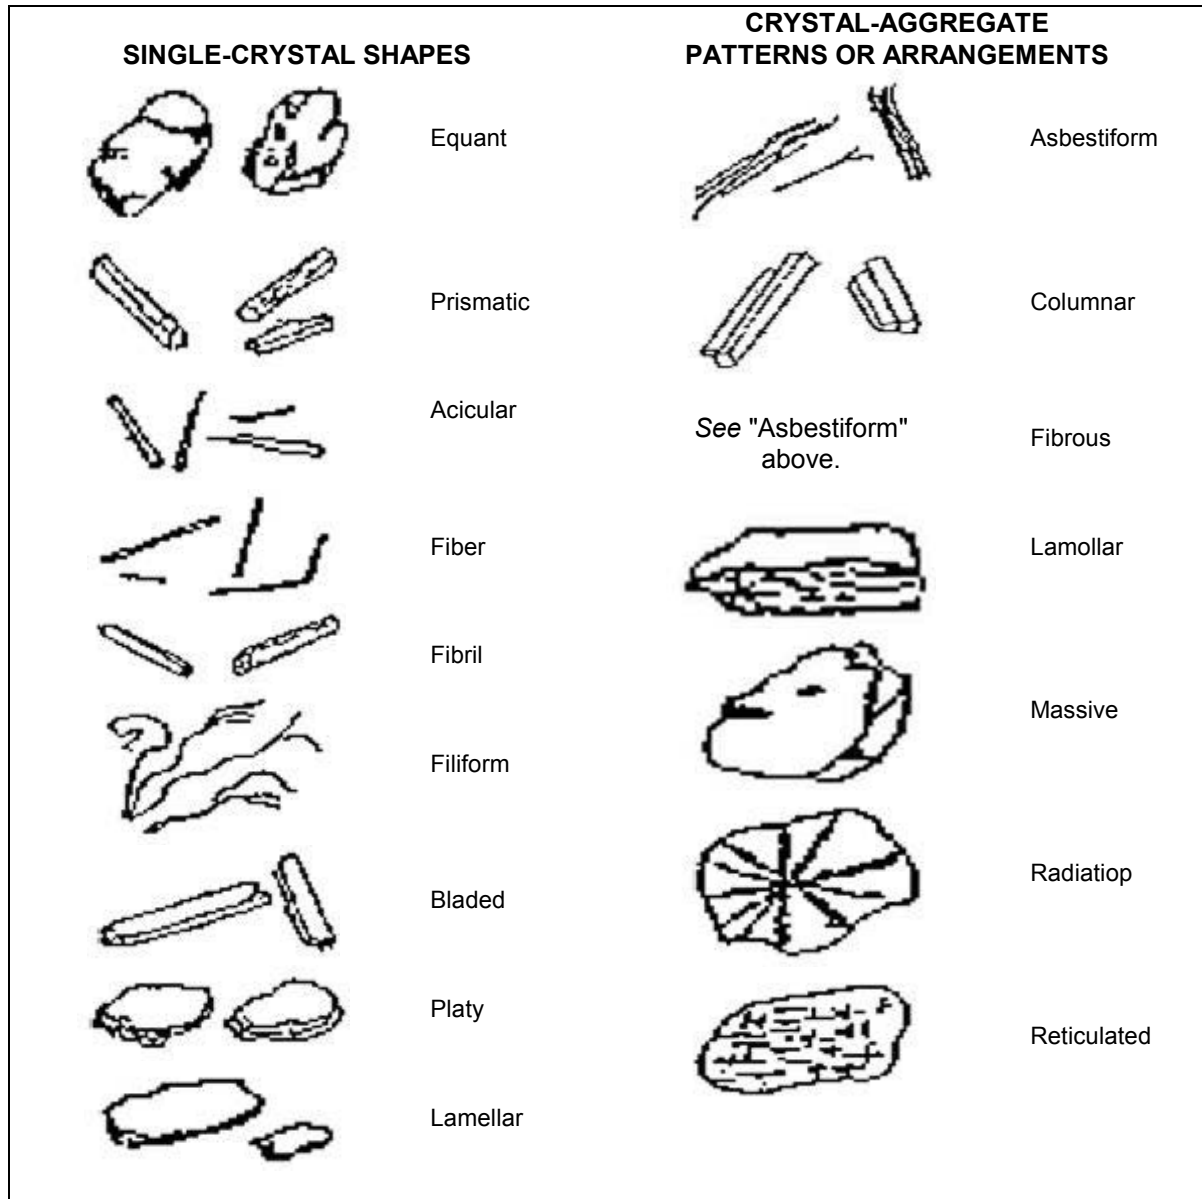 SINGLE-CRYSTAL SHAPES
Equant
Prismatic
Acicular
Fiber
Fibril
Filiform
Bladed
Platy
Lamellar
CRYSTAL-AGGREGATE
PATTERNS OR ARRANGEMENTS
Asbestiform
Columnar
See "Asbestiform"
above.
Fibrous
Lamollar
Massive
Radiatiop
Reticulated